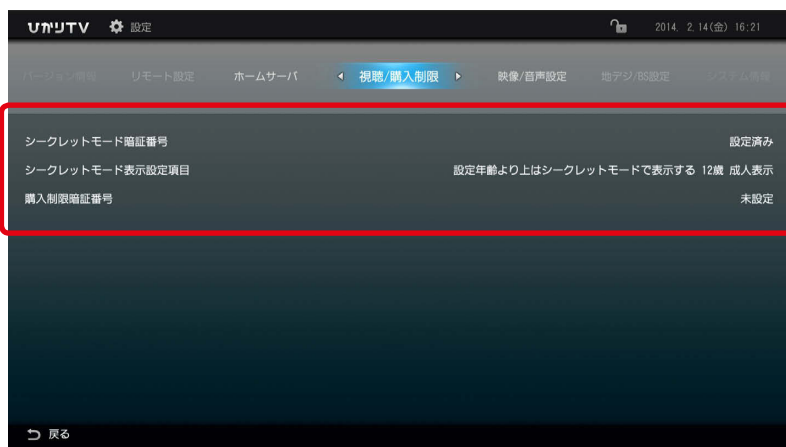 ひかりTV 設定 2014. 2.14(金) 16:21
バージョン情報 リモート設定 ホームサーバ 視聴/購入制限 映像/音声設定 地デジ/BS設定 システム情報
シークレットモード暗証番号 設定済み
シークレットモード表示設定項目 設定年齢より上はシークレットモードで表示する 12歳 成人表示
購入制限暗証番号 未設定
戻る